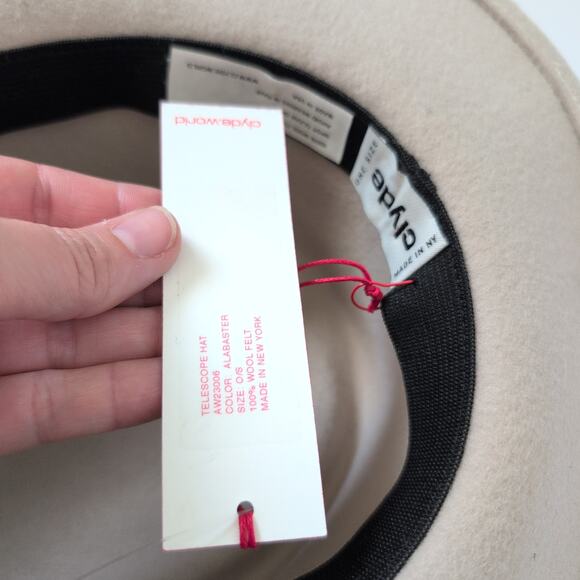 clyde.world
TELESCOPE HAT
AW23006
COLOR: ALABASTER
SIZE: O/S
100% WOOL FELT
MADE IN NEW YORK
ONE SIZE
clyde
MADE IN NY